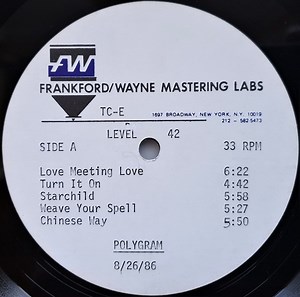 FW
FRANKFORD/WAYNE MASTERING LABS
TC-E
1697 BROADWAY, NEW YORK, N.Y. 10019
212 - 582-5473
LEVEL 42
SIDE A 33 RPM
Love Meeting Love 6:22
Turn It On 4:42
Starchild 5:58
Weave Your Spell 5:27
Chinese Way 5:50
POLYGRAM
8/26/86